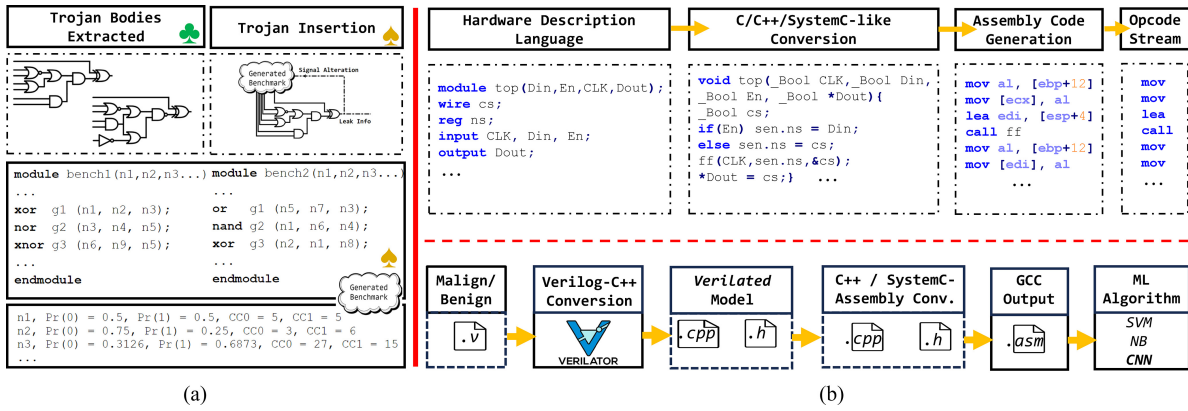 Trojan Bodies
Extracted
Trojan Insertion
Generated
Benchmark
Signal Alteration
Leak Info
module bench1(n1,n2,n3...)
...
xor g1 (n1, n2, n3);
nor g2 (n3, n4, n5);
xnor g3 (n6, n9, n5);
...
endmodule
module bench2(n1,n2,n3...)
...
or g1 (n5, n7, n3);
nand g2 (n1, n6, n4);
xor g3 (n2, n1, n8);
...
endmodule
Generated
Benchmark
n1, Pr(0) = 0.5, Pr(1) = 0.5, CC0 = 5, CC1 = 5
n2, Pr(0) = 0.75, Pr(1) = 0.25, CC0 = 3, CC1 = 6
n3, Pr(0) = 0.3126, Pr(1) = 0.6873, CC0 = 27, CC1 = 15
...
(a)
Hardware Description
Language
C/C++/SystemC-like
Conversion
Assembly Code
Generation
Opcode
Stream
module top(Din,En,CLK,Dout);
wire cs;
reg ns;
input CLK, Din, En;
output Dout;
...
void top(_Bool CLK,_Bool Din,
_Bool En, _Bool *Dout){
_Bool cs;
if(En) sen.ns = Din;
else sen.ns = cs;
ff(CLK,sen.ns,&cs);
*Dout = cs;} ...
mov al, [ebp+12]
mov [ecx], al
lea edi, [esp+4]
call ff
mov al, [ebp+12]
mov [edi], al
...
mov
mov
lea
call
mov
mov
...
Malign/
Benign
.v
Verilog-C++
Conversion
VERILATOR
Verilated
Model
.cpp
.h
C++ / SystemC-
Assembly Conv.
.cpp
.h
GCC
Output
.asm
ML
Algorithm
SVM
NB
CNN
(b)